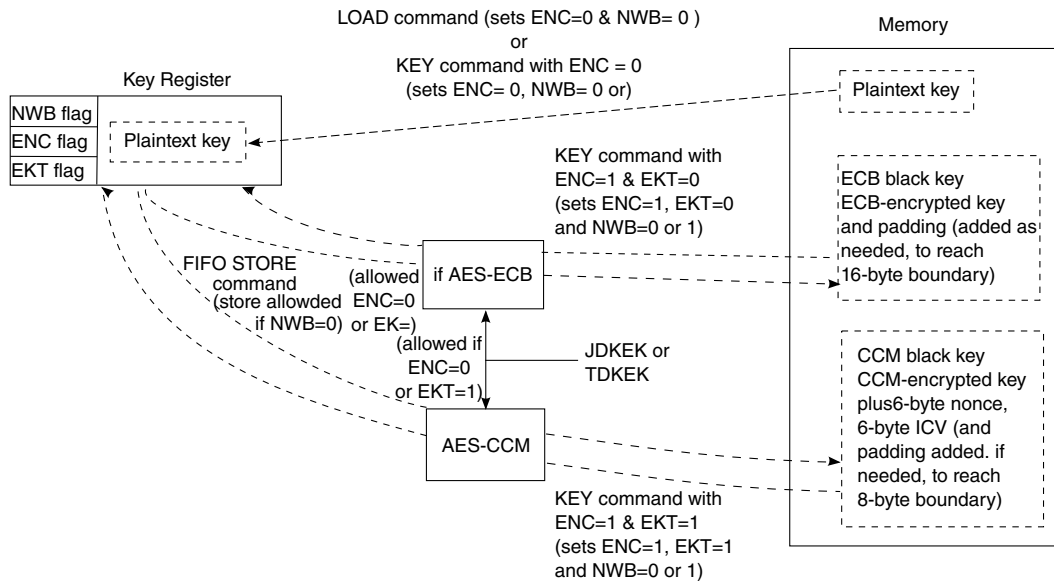 LOAD command (sets ENC=0 & NWB= 0 )
or
KEY command with ENC = 0
(sets ENC= 0, NWB= 0 or)
Memory
Key Register
NWB flag
ENC flag
EKT flag
Plaintext key
Plaintext key
KEY command with
ENC=1 & EKT=0
(sets ENC=1, EKT=0
and NWB=0 or 1)
ECB black key
ECB-encrypted key
and padding (added as
needed, to reach
16-byte boundary)
FIFO STORE
command
(store allowded
if NWB=0)
(allowed
ENC=0
or EK=)
if AES-ECB
(allowed if
ENC=0
or EKT=1)
JDKEK or
TDKEK
AES-CCM
CCM black key
CCM-encrypted key
plus6-byte nonce,
6-byte ICV (and
padding added. if
needed, to reach
8-byte boundary)
KEY command with
ENC=1 & EKT=1
(sets ENC=1, EKT=1
and NWB=0 or 1)